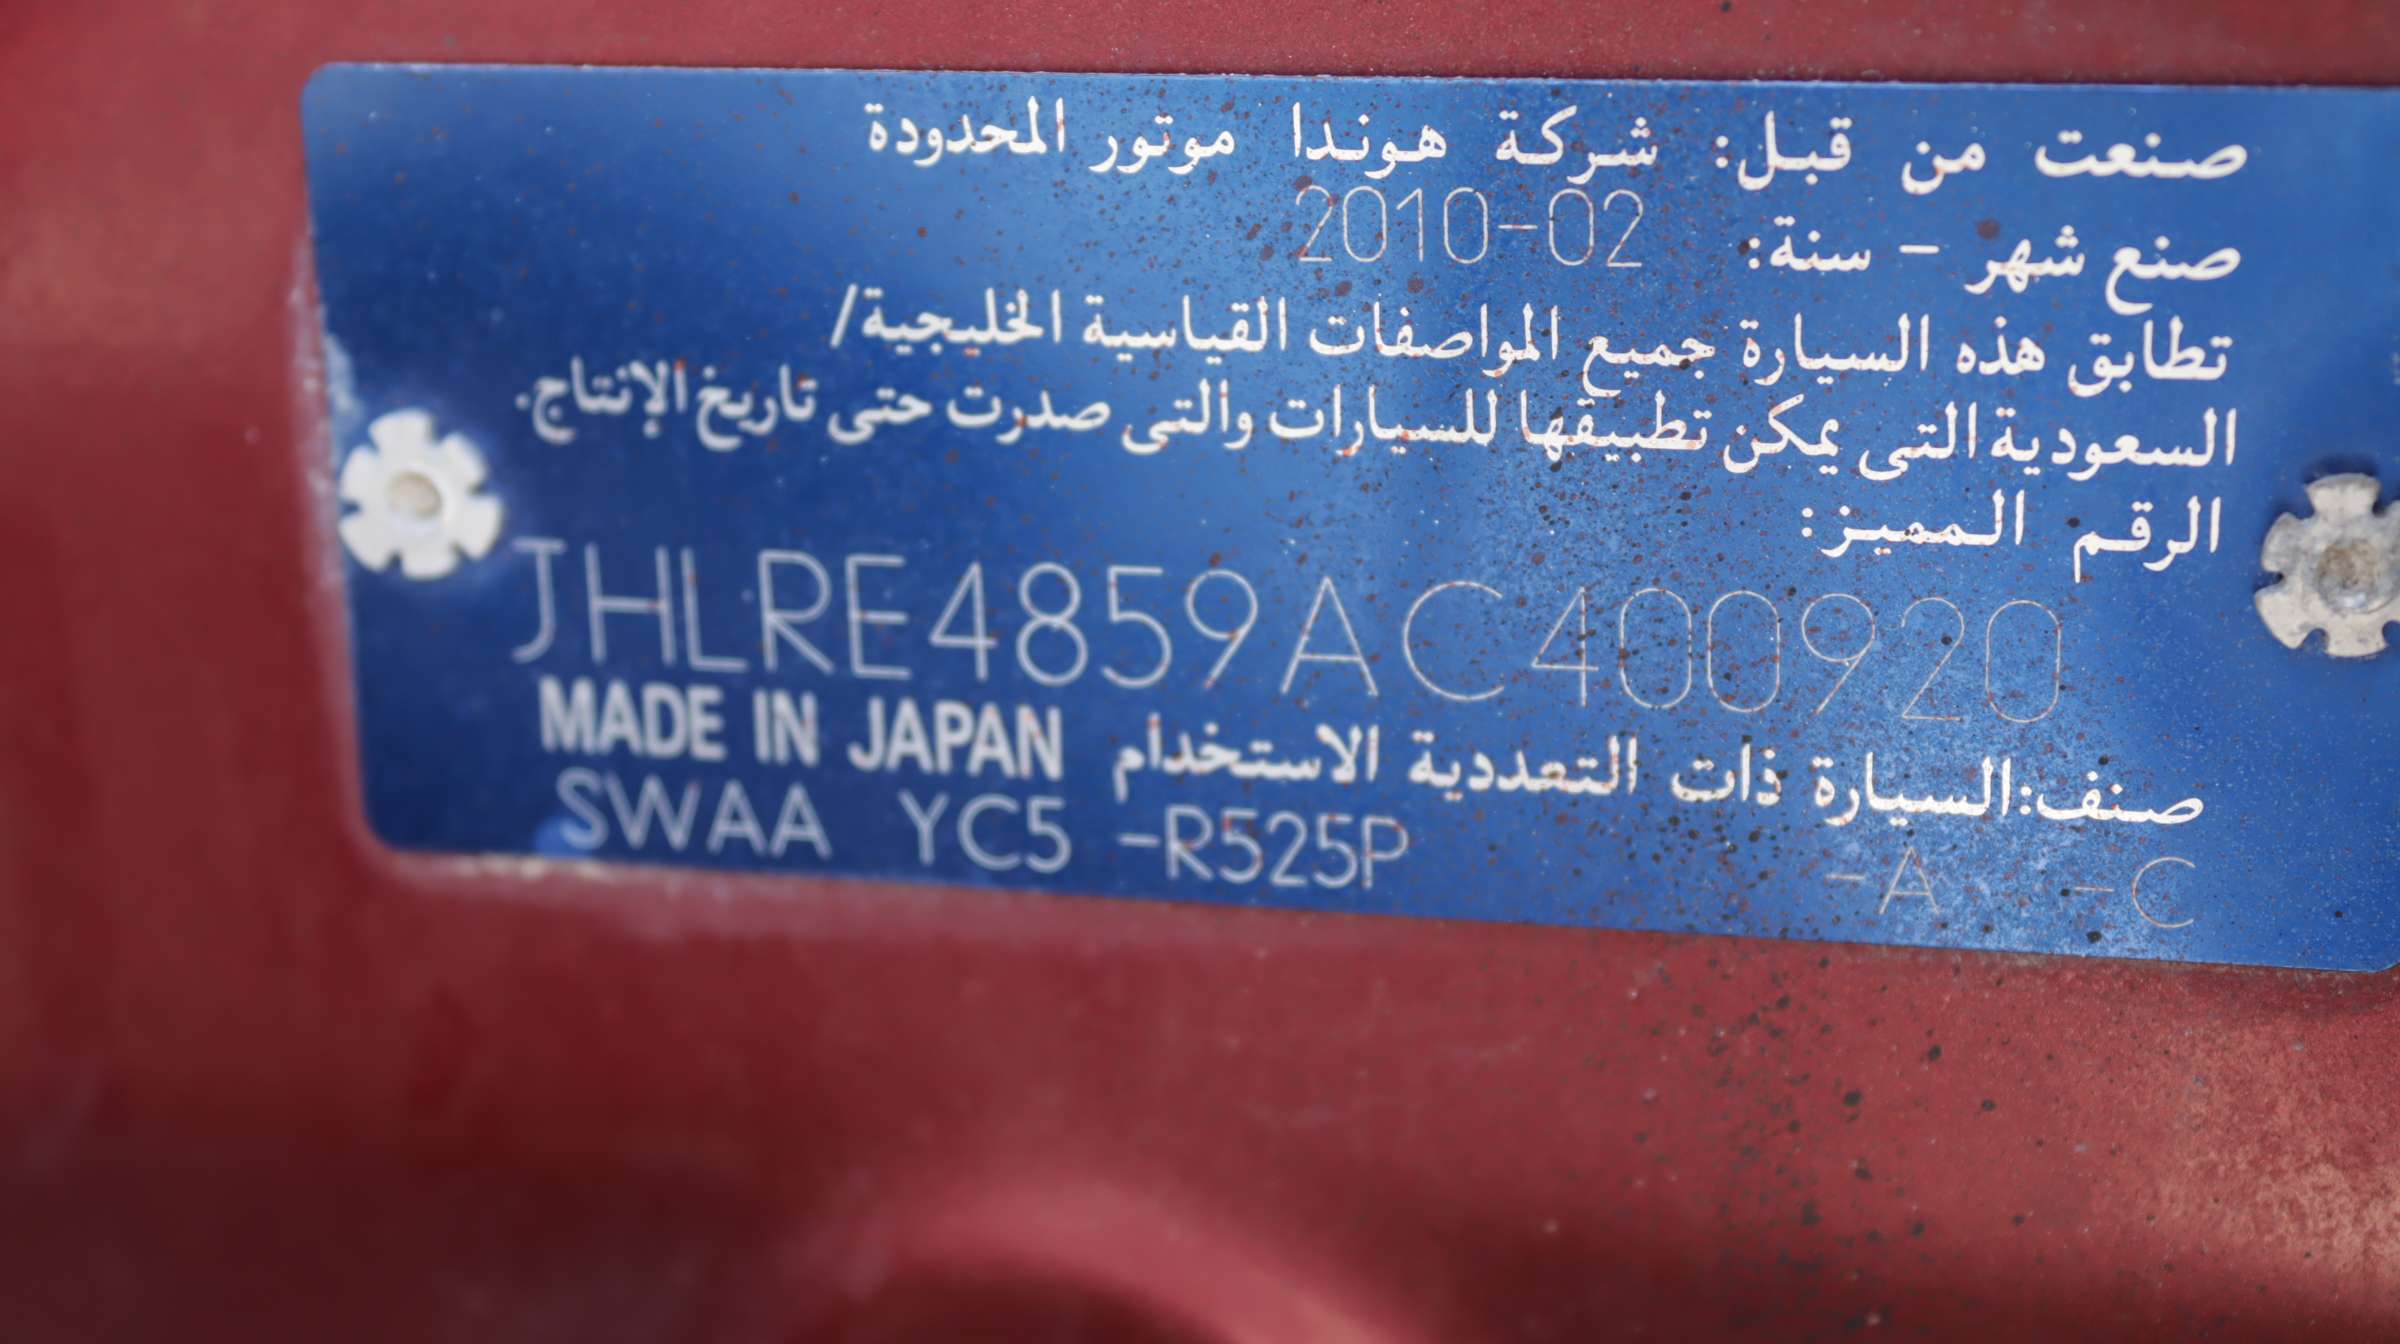 صنعت من قبل: شركة هوندا موتور المحدودة
صنع شهر - سنة: 2010-02
تطابق هذه السيارة جميع المواصفات القياسية الخليجية/
السعودية التى يمكن تطبيقها للسيارات والتى صدرت حتى تاريخ الإنتاج.
الرقم المميز:
JHLRE4859AC400920
صنف:السيارة ذات التعددية الاستخدام MADE IN JAPAN
SWAA YC5 -R525P -A -C